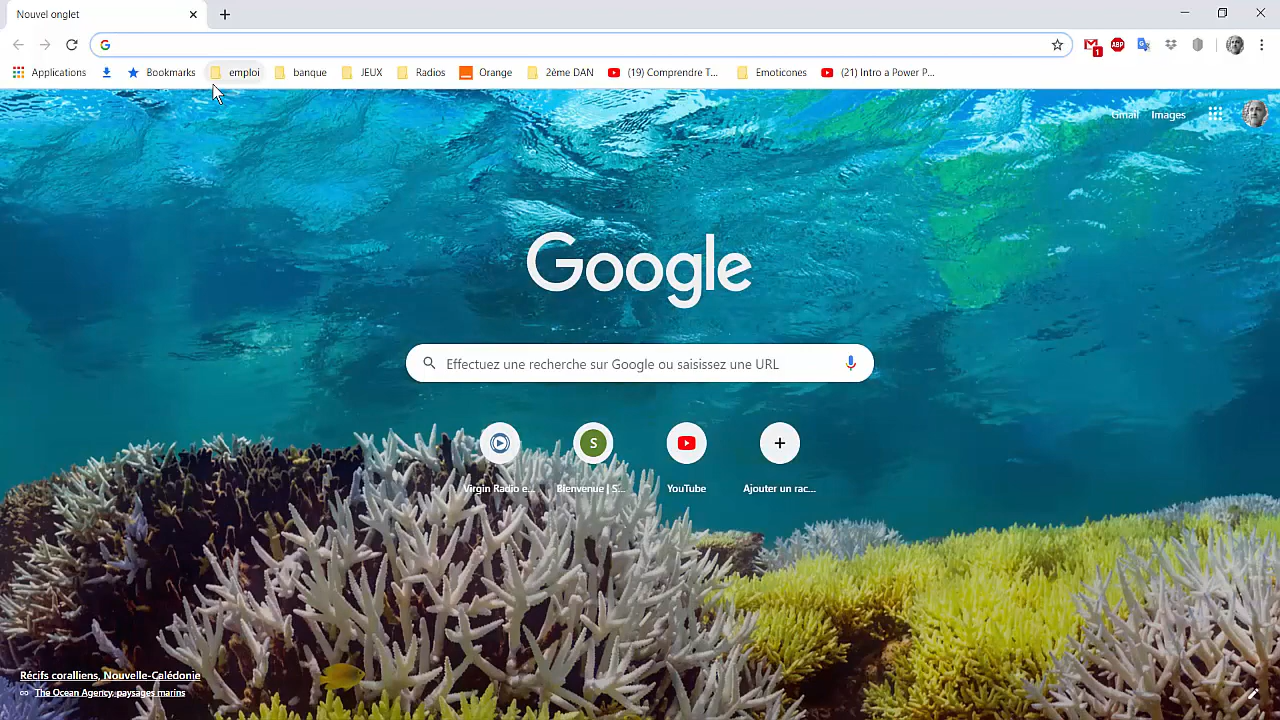 Nouvel onglet
1
ABP
Applications
Bookmarks
emploi
banque
JEUX
Radios
Orange
2ème DAN
(19) Comprendre T...
Emoticones
(21) Intro a Power P...
Gmail
Images
Google
Effectuez une recherche sur Google ou saisissez une URL
S
Virgin Radio e...
Bienvenue | S...
YouTube
Ajouter un rac...
Récifs coralliens, Nouvelle-Calédonie
The Ocean Agency, paysages marins